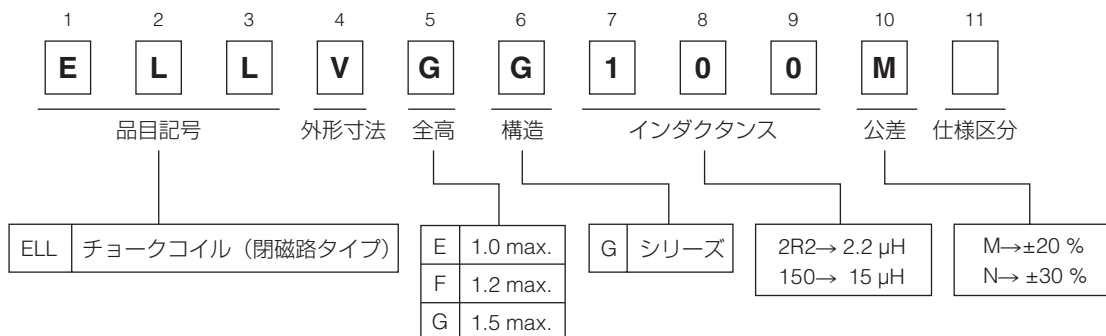 1 2 3 4 5 6 7 8 9 10 11
E L L V G G 1 0 0 M
品目記号 外形寸法 全高 構造 インダクタンス 公差 仕様区分
ELL チョークコイル（閉磁路タイプ）
E 1.0 max.
F 1.2 max.
G 1.5 max.
G シリーズ
2R2→ 2.2 µH
150→ 15 µH
M→±20 %
N→ ±30 %